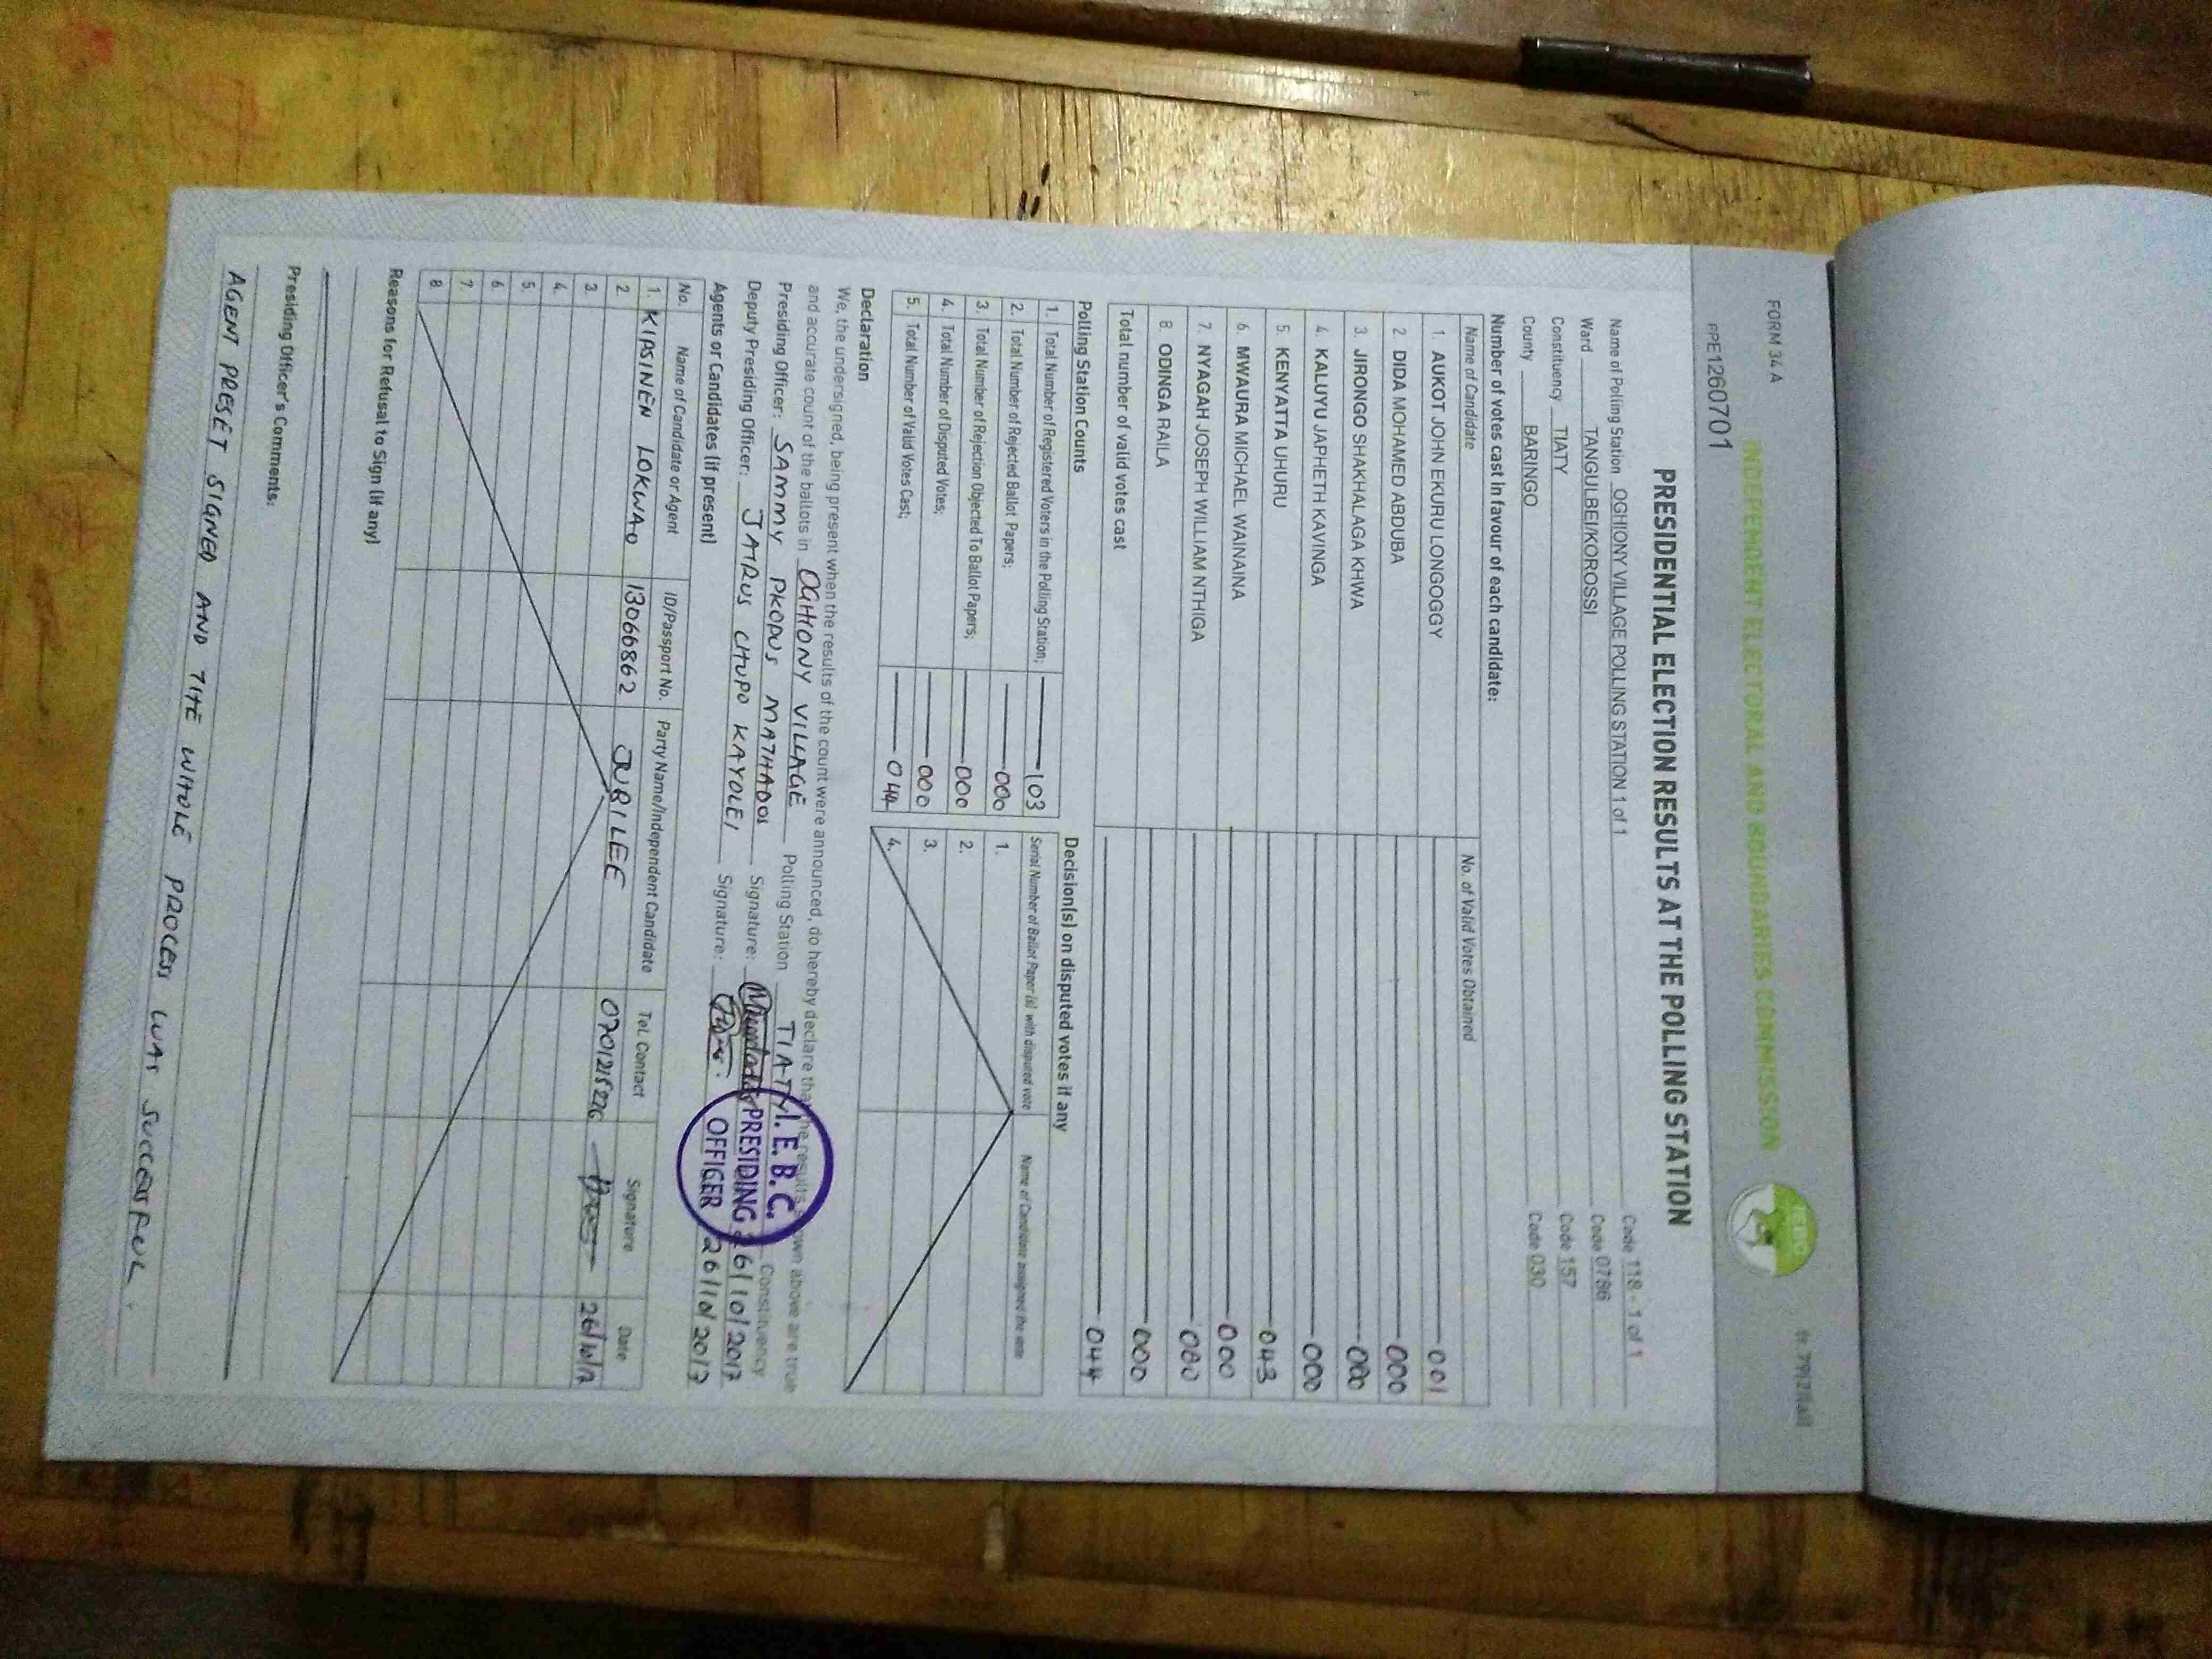 FORM 34 A
INDEPENDENT ELECTORAL AND BOUNDARIES COMMISSION
IEBC
PPE1260701
PRESIDENTIAL ELECTION RESULTS AT THE POLLING STATION
Name of Polling Station OGHIONY VILLAGE POLLING STATION 1 of 1 Code 118 - 1 of 1
Ward TANGULBEI/KOROSSI Code 0786
Constituency TIATY Code 157
County BARINGO Code 030
Number of votes cast in favour of each candidate:
Name of Candidate No. of Valid Votes Obtained
1. AUKOT JOHN EKURU LONGOGGY 001
2 DIDA MOHAMED ABDUBA 000
3. JIRONGO SHAKHALAGA KHWA 000
4 KALUYU JAPHETH KAVINGA 000
5 KENYATTA UHURU 043
6 MWAURA MICHAEL WAINAINA 000
7. NYAGAH JOSEPH WILLIAM NTHIGA 000
8 ODINGA RAILA 000
Total number of valid votes cast 044
Polling Station Counts
1. Total Number of Registered Voters in the Polling Station; 103
2. Total Number of Rejected Ballot Papers; 000
3. Total Number of Rejection Objected To Ballot Papers; 000
4. Total Number of Disputed Votes; 000
5. Total Number of Valid Votes Cast; 044
Decision(s) on disputed votes if any
Serial Number of Ballot Paper (s) with disputed vote Name of Candidate assigned the vote
1.
2.
3.
4.
Declaration
We, the undersigned, being present when the results of the count were announced, do hereby declare that the results shown above are true
and accurate count of the ballots in OGHIONY VILLAGE Polling Station TIATY Constituency
Presiding Officer: SAMMY PKOPUS Signature: 26/10/2017
Deputy Presiding Officer: JAIRUS CHUPO KAYOLEI Signature: 26/10/2017
I.E.B.C.
PRESIDING
OFFICER
Agents or Candidates (if present)
No. Name of Candidate or Agent ID/Passport No. Party Name/Independent Candidate Tel. Contact Signature Date
1. KIPSINEN LOKWAO 13066862 JUBILEE 26/10/17
2.
3.
4.
5.
6.
7.
8.
Reasons for Refusal to Sign (if any)
Presiding Officer's Comments:
AGENT PRESET SIGNED AND THE WHOLE PROCESS WAS SUCCESSFUL.